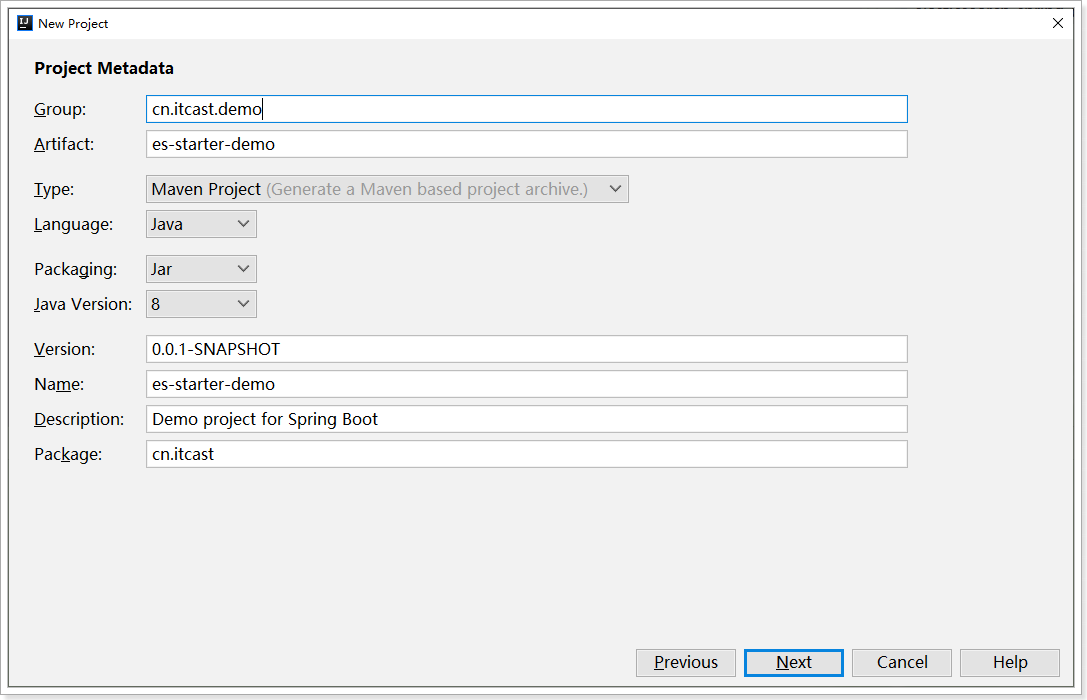 New Project
Project Metadata
Group: cn.itcast.demo
Artifact: es-starter-demo
Type: Maven Project (Generate a Maven based project archive.)
Language: Java
Packaging: Jar
Java Version: 8
Version: 0.0.1-SNAPSHOT
Name: es-starter-demo
Description: Demo project for Spring Boot
Package: cn.itcast
Previous Next Cancel Help